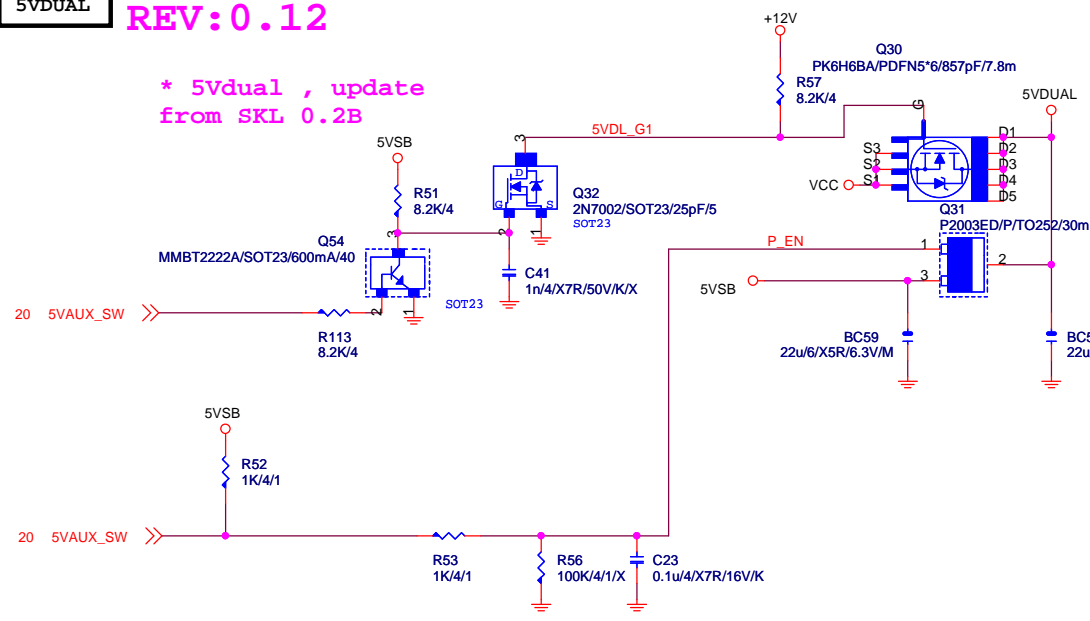 5VDUAL
REV:0.12
* 5Vdual , update
from SKL 0.2B
+12V
R57
8.2K/4
Q30
PK6H6BA/PDFN5*6/857pF/7.8m
5VDUAL
G
D1
D2
D3
D4
D5
S3
S2
S1
VCC
5VDL_G1
5VSB
R51
8.2K/4
3
D
G
S
2
1
Q32
2N7002/SOT23/25pF/5
SOT23
Q54
MMBT2222A/SOT23/600mA/40
3
2
1
SOT23
C41
1n/4/X7R/50V/K/X
20 5VAUX_SW
R113
8.2K/4
Q31
P2003ED/P/TO252/30m
P_EN
1
2
3
5VSB
BC59
22u/6/X5R/6.3V/M
22u
5VSB
R52
1K/4/1
20 5VAUX_SW
R53
1K/4/1
R56
100K/4/1/X
C23
0.1u/4/X7R/16V/K